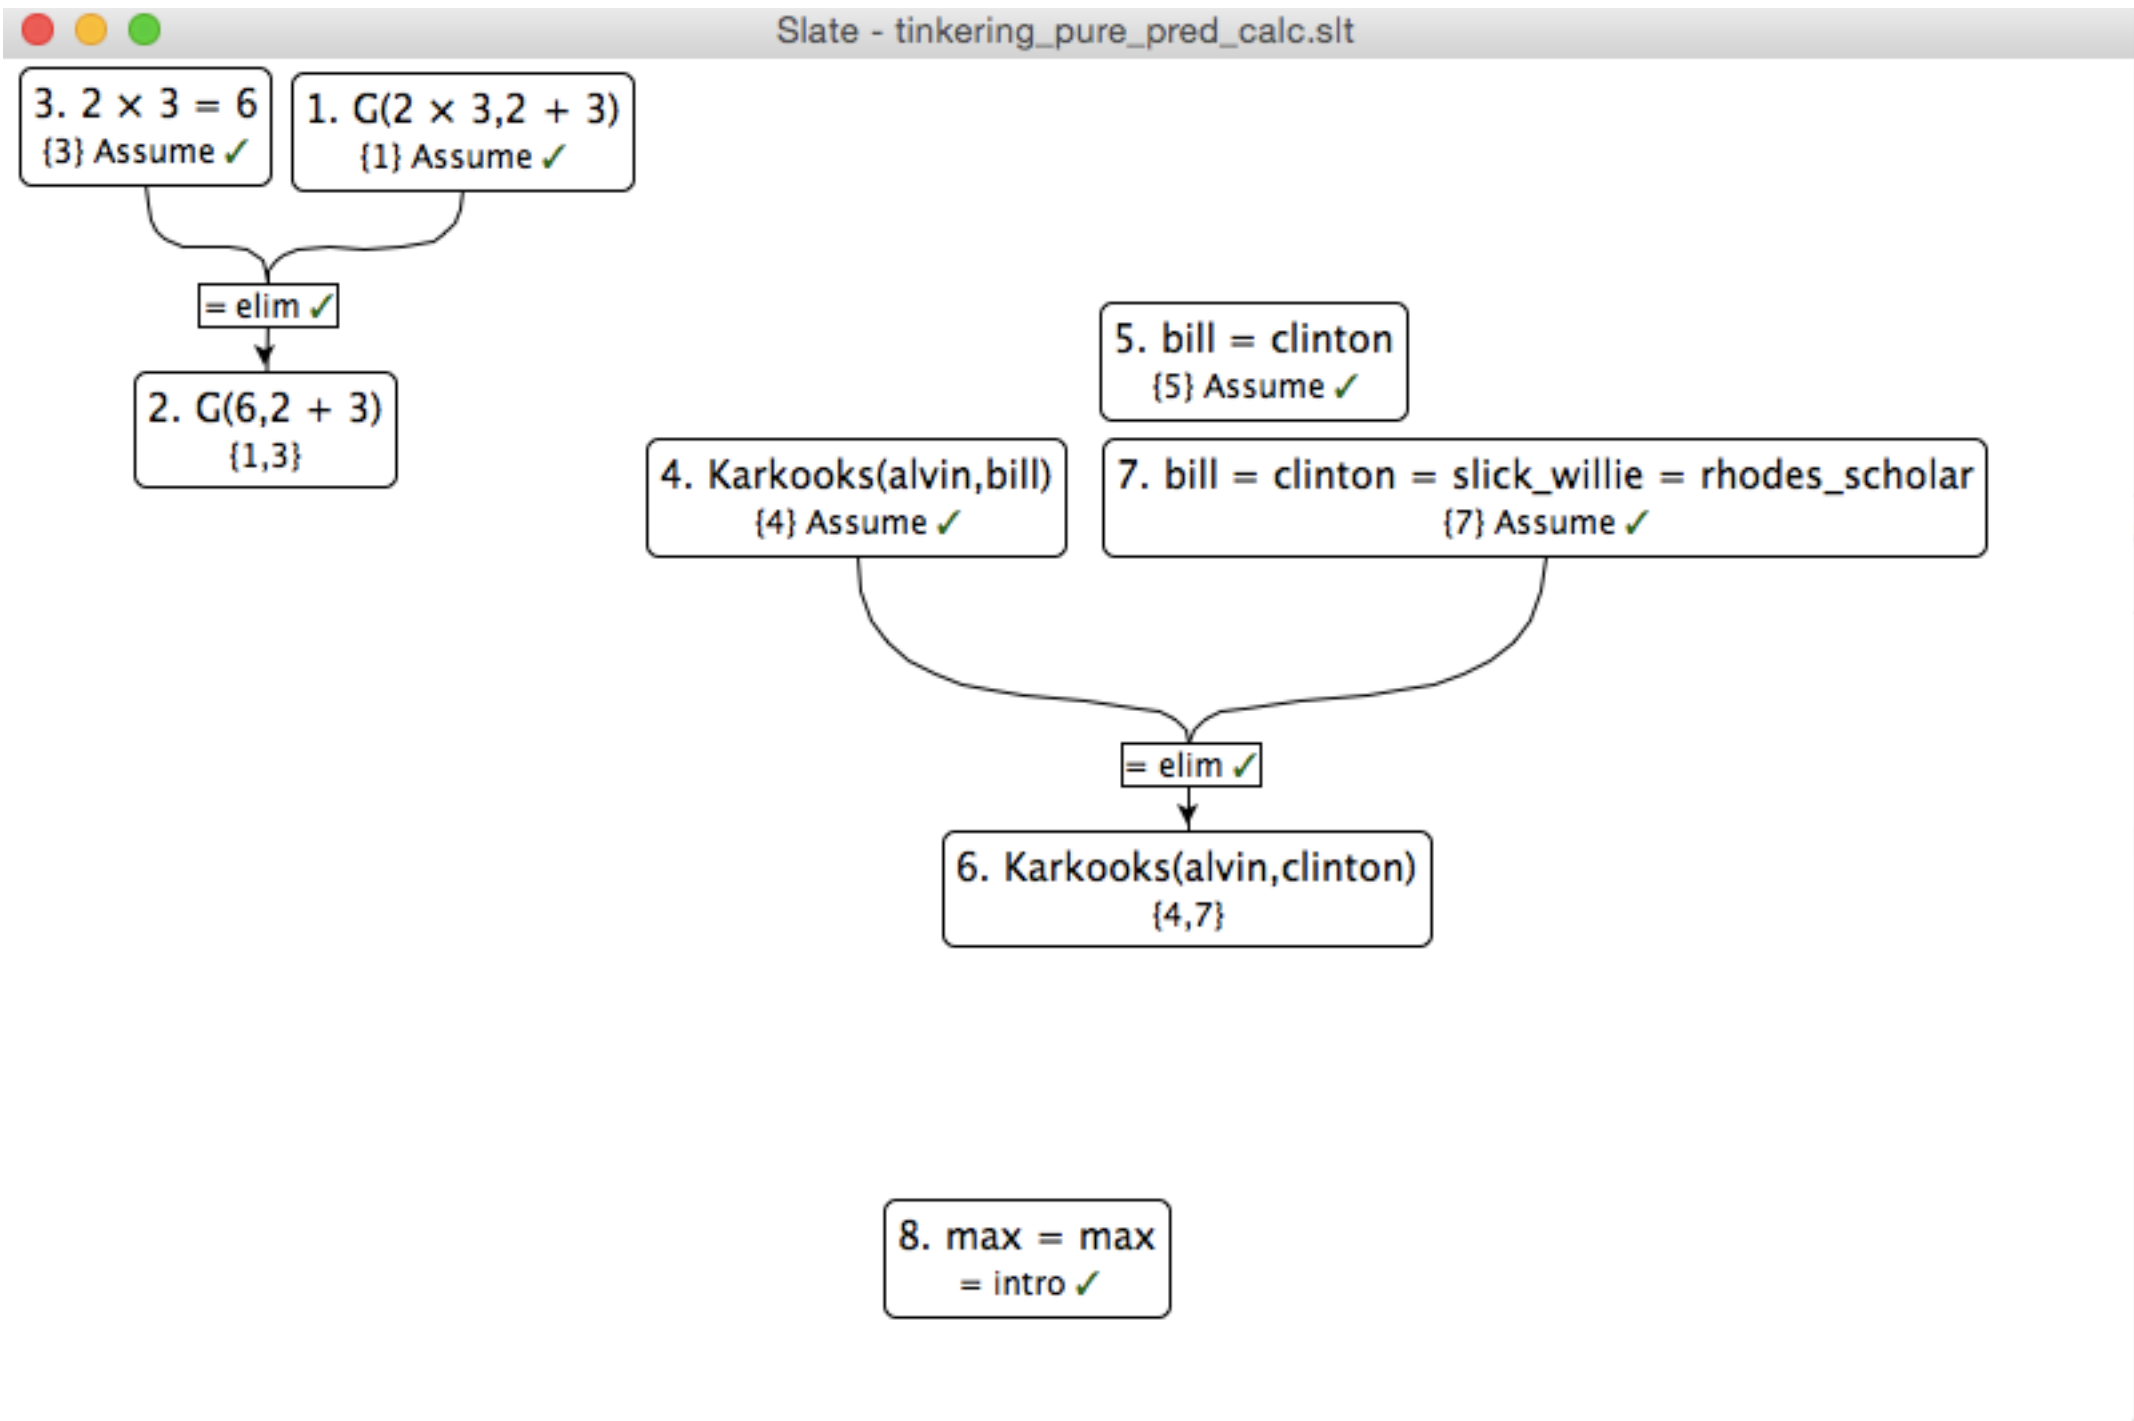 Slate - tinkering_pure_pred_calc.slt
3. 2 × 3 = 6
{3} Assume ✓
1. G(2 × 3,2 + 3)
{1} Assume ✓
= elim ✓
2. G(6,2 + 3)
{1,3}
5. bill = clinton
{5} Assume ✓
4. Karkooks(alvin,bill)
{4} Assume ✓
7. bill = clinton = slick_willie = rhodes_scholar
{7} Assume ✓
= elim ✓
6. Karkooks(alvin,clinton)
{4,7}
8. max = max
= intro ✓